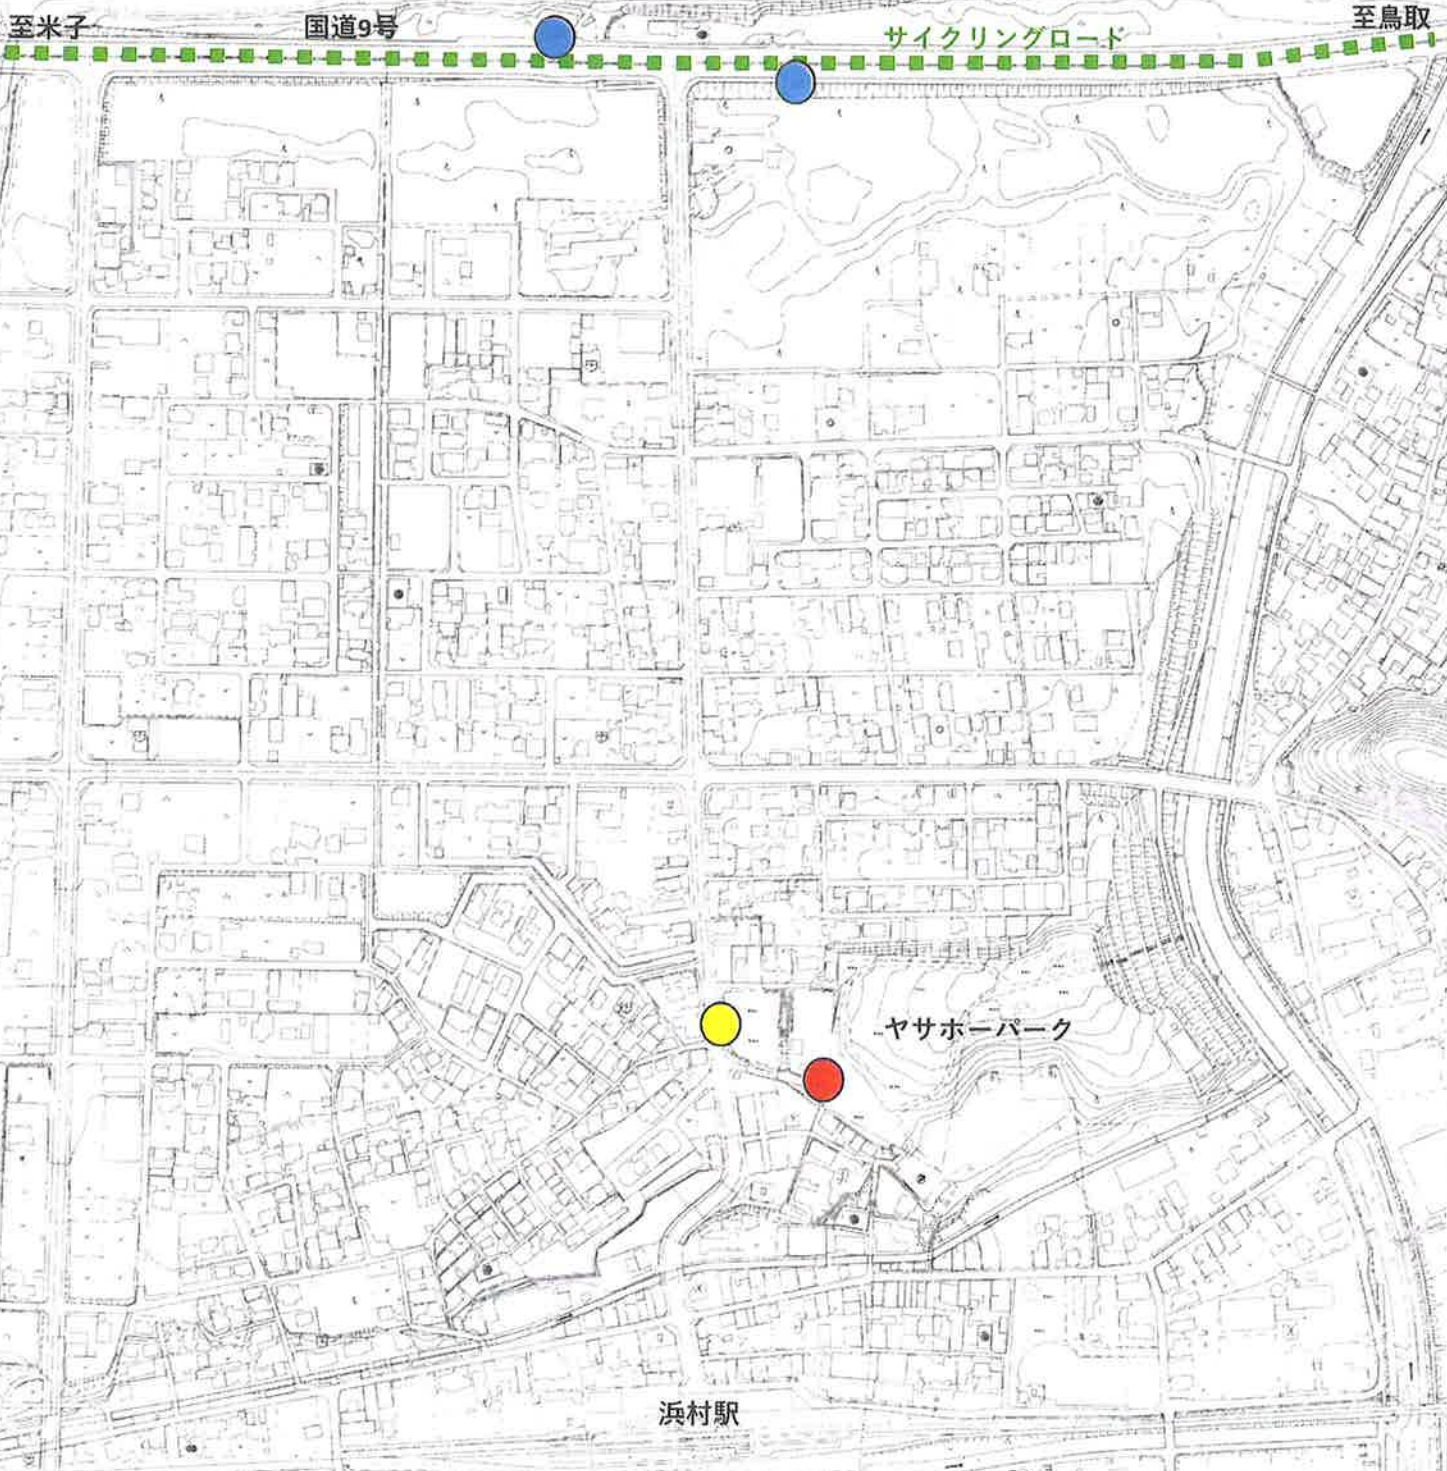 至米子
国道9号
サイクリングロード
至鳥取
ヤサホーパーク
浜村駅